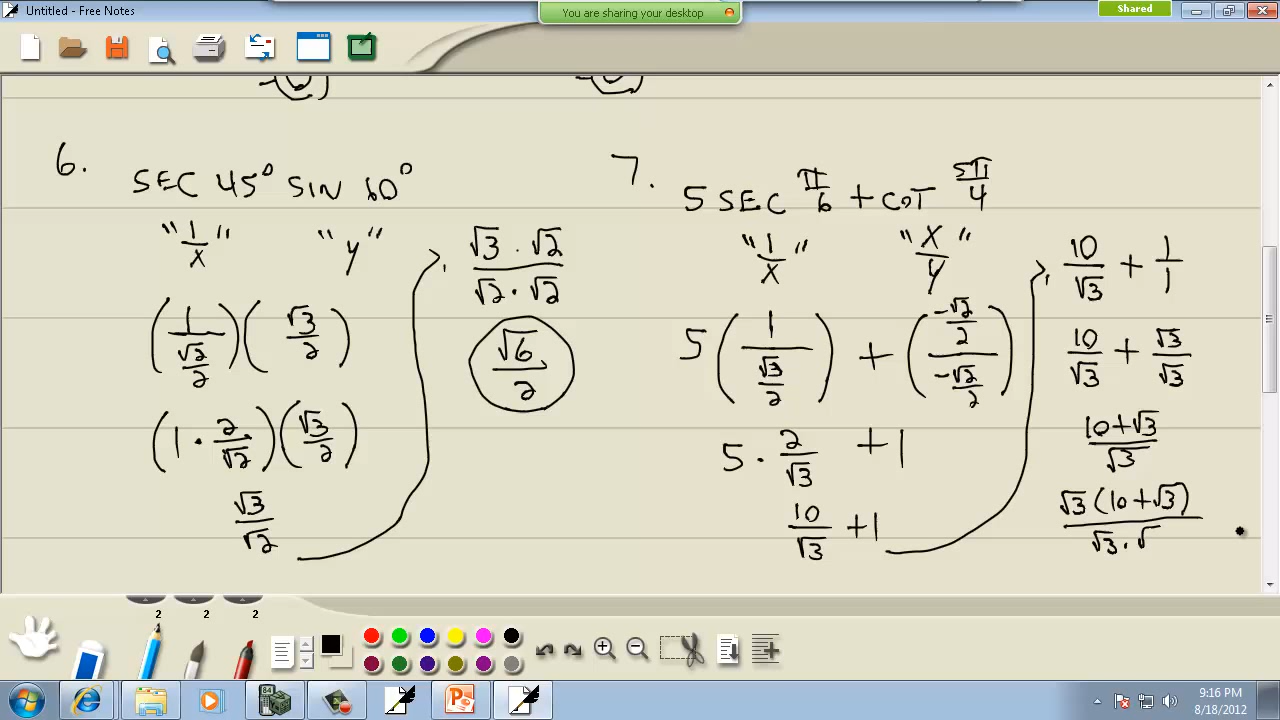 Untitled - Free Notes
You are sharing your desktop
Shared
6.
SEC 45° SIN 60°
"1/x" "y"
(1/(√2/2))(√3/2)
(1 · 2/√2)(√3/2)
√3/√2
√3 · √2 / √2 · √2
√6/2
7.
5 SEC π/6 + COT 5π/4
"1/x" "x/y"
5(1/(√3/2)) + ((-√2/2)/(-√2/2))
5 · 2/√3 + 1
10/√3 + 1
10/√3 + 1/1
10/√3 + √3/√3
(10+√3)/√3
√3(10+√3) / √3 · √
2 2 2
84
9:16 PM
8/18/2012